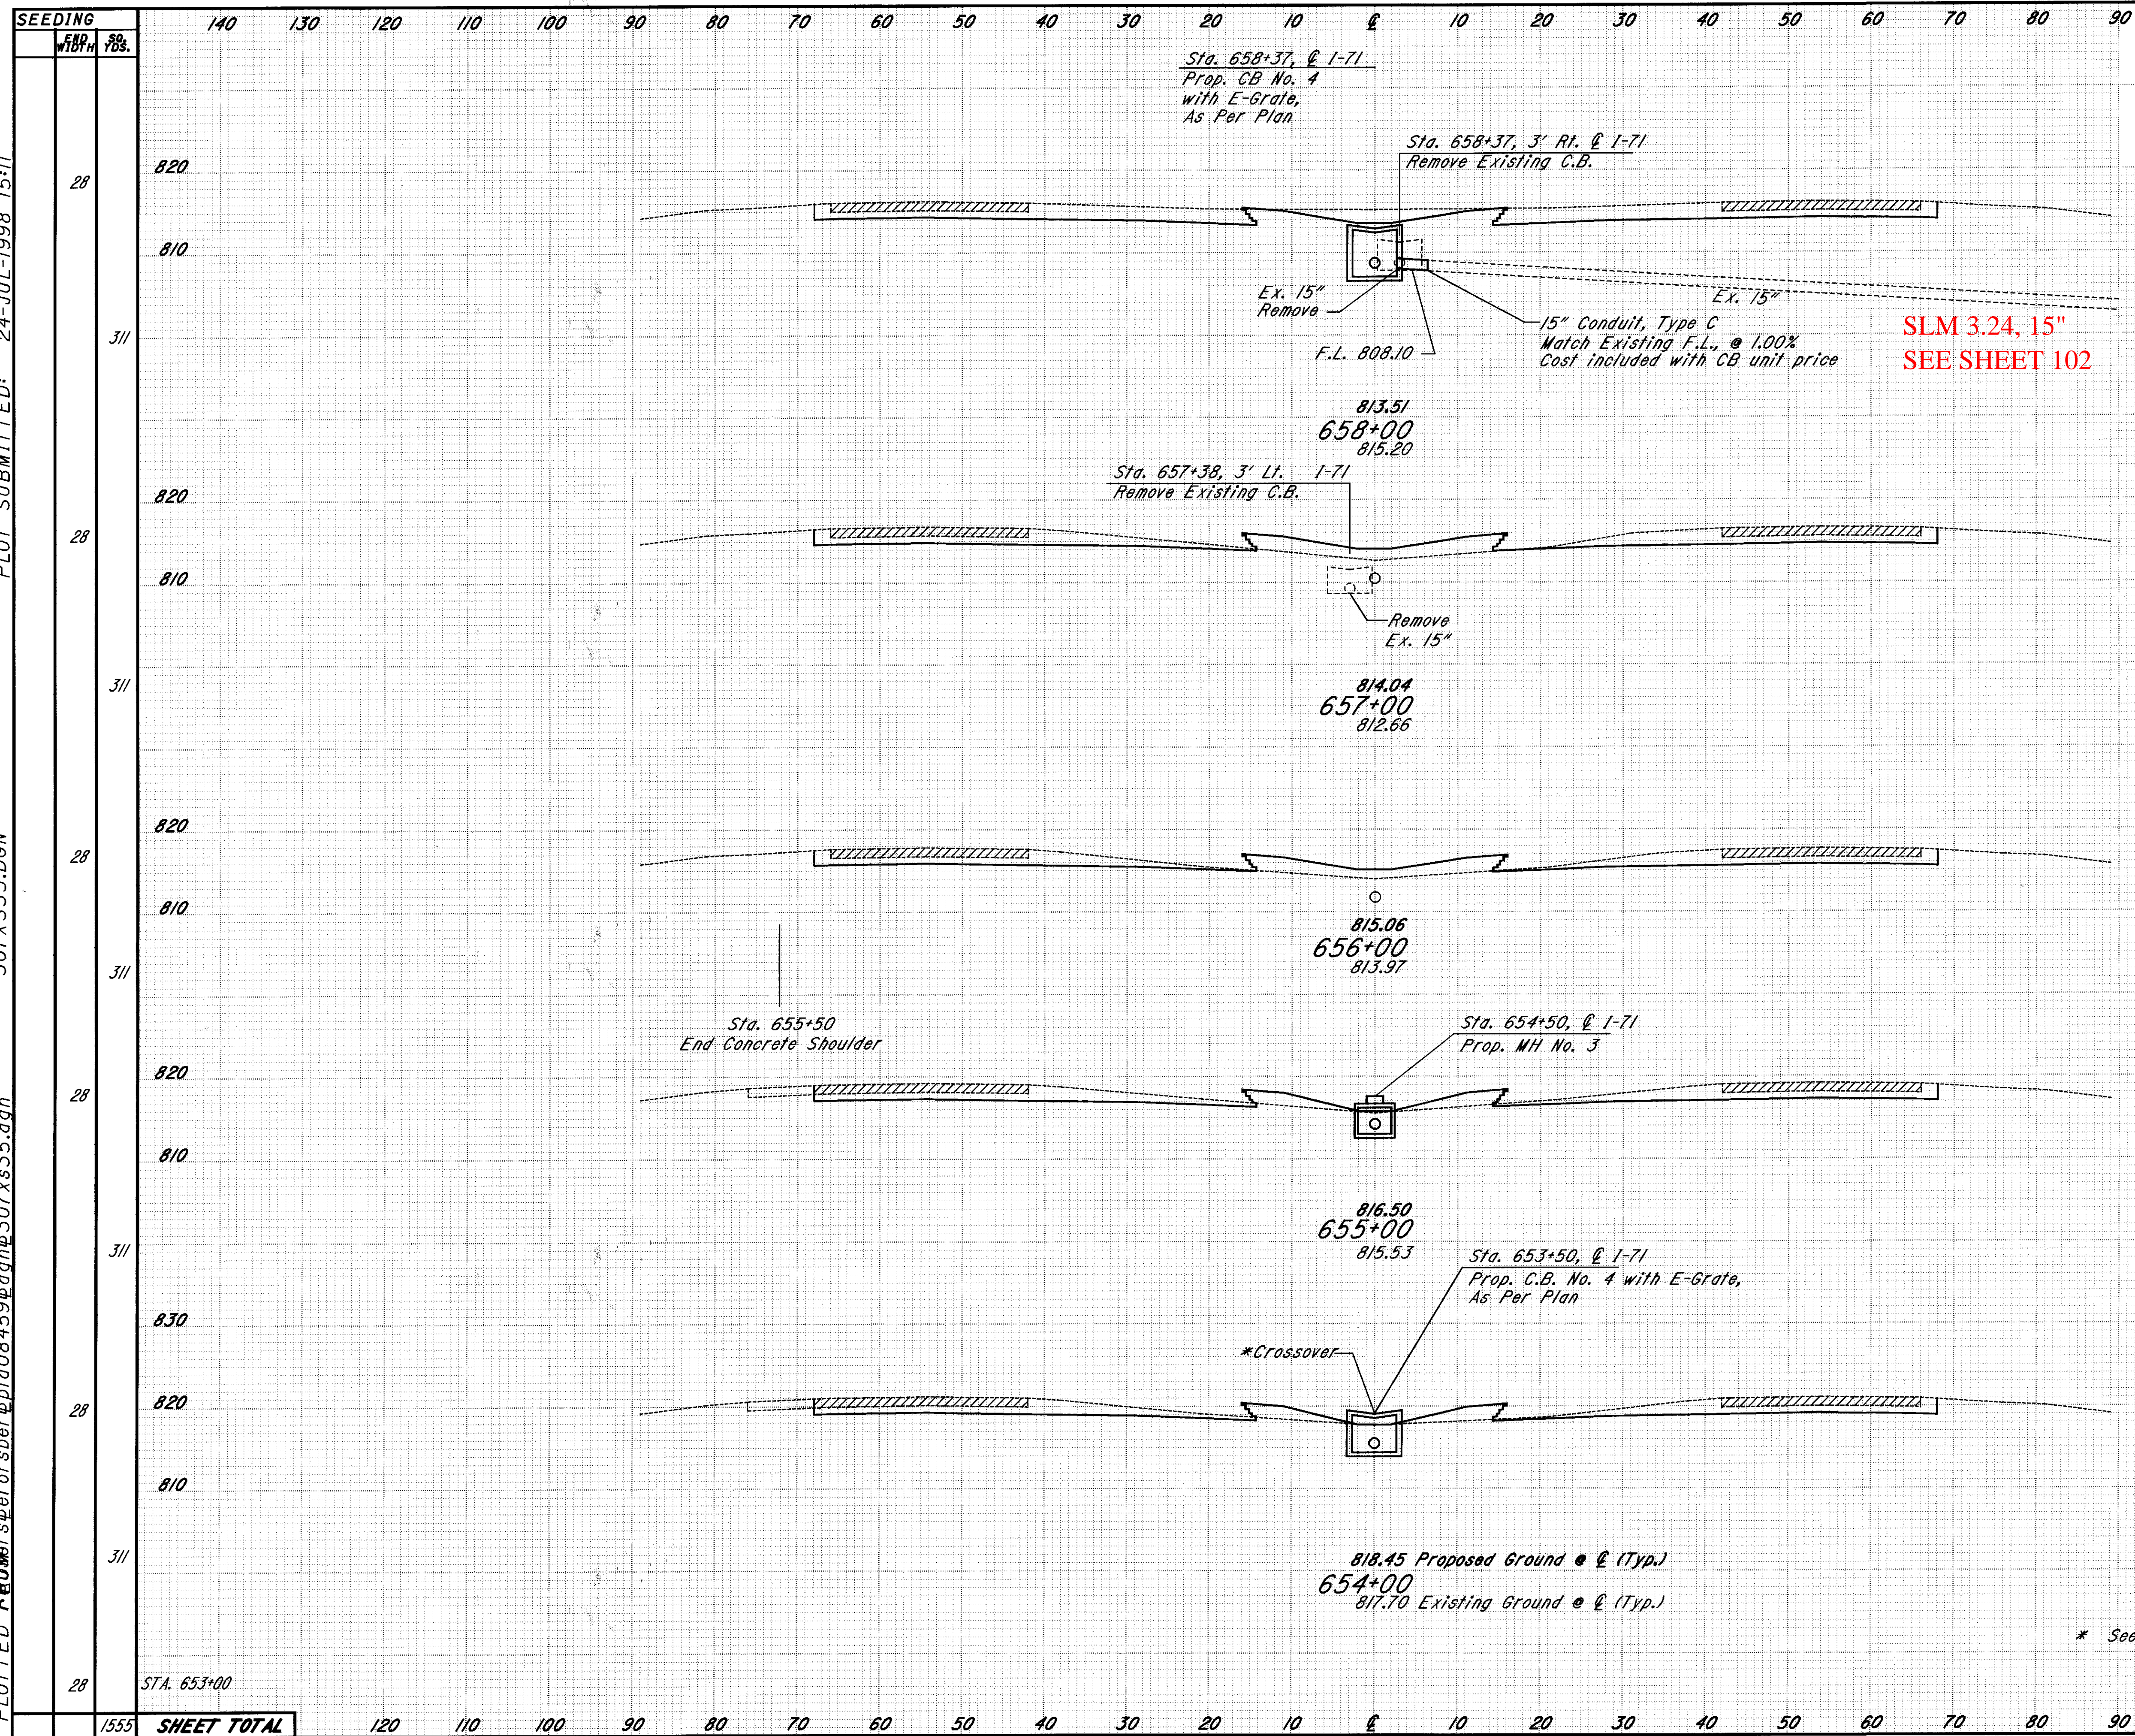 SEEDING
END WIDTH
SQ. YDS.
140 130 120 110 100 90 80 70 60 50 40 30 20 10 ℄ 10 20 30 40 50 60 70 80 90
Sta. 658+37, ℄ I-71
Prop. CB No. 4
with E-Grate,
As Per Plan
Sta. 658+37, 3' Rt. ℄ I-71
Remove Existing C.B.
820
28
810
Ex. 15"
Remove
Ex. 15"
15" Conduit, Type C
Match Existing F.L., @ 1.00%
Cost included with CB unit price
F.L. 808.10
SLM 3.24, 15"
SEE SHEET 102
311
813.51
658+00
815.20
Sta. 657+38, 3' Lt. I-71
Remove Existing C.B.
820
28
810
Remove
Ex. 15"
311
814.04
657+00
812.66
820
28
810
815.06
656+00
813.97
311
Sta. 655+50
End Concrete Shoulder
Sta. 654+50, ℄ I-71
Prop. MH No. 3
820
28
810
816.50
655+00
815.53
311
Sta. 653+50, ℄ I-71
Prop. C.B. No. 4 with E-Grate,
As Per Plan
830
*Crossover
820
28
810
311
818.45 Proposed Ground @ ℄ (Typ.)
654+00
817.70 Existing Ground @ ℄ (Typ.)
* See
28
STA. 653+00
1555 SHEET TOTAL
120 110 100 90 80 70 60 50 40 30 20 10 ℄ 10 20 30 40 50 60 70 80 90
PLOT SUBMITTED: 24-JUL-1998 15:11